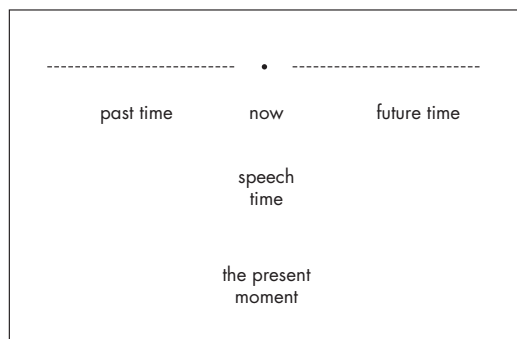 past time now future time
speech
time
the present
moment